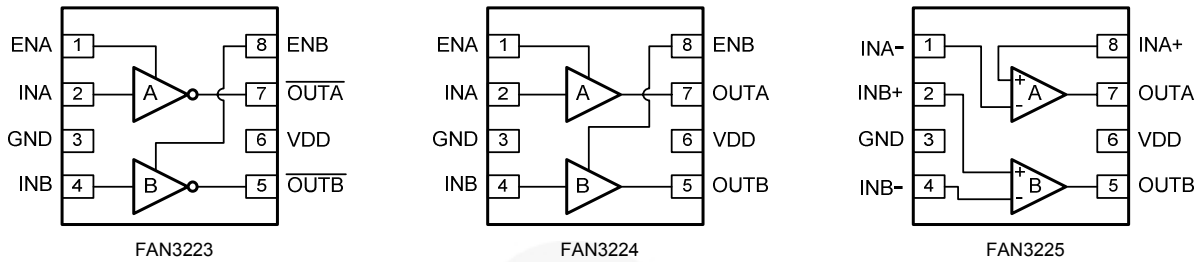 ENA 1 8 ENB
INA 2 A 7 OUTA
GND 3 6 VDD
INB 4 B 5 OUTB
FAN3223
ENA 1 8 ENB
INA 2 A 7 OUTA
GND 3 6 VDD
INB 4 B 5 OUTB
FAN3224
INA- 1 8 INA+
INB+ 2 + A - 7 OUTA
GND 3 6 VDD
INB- 4 + B - 5 OUTB
FAN3225